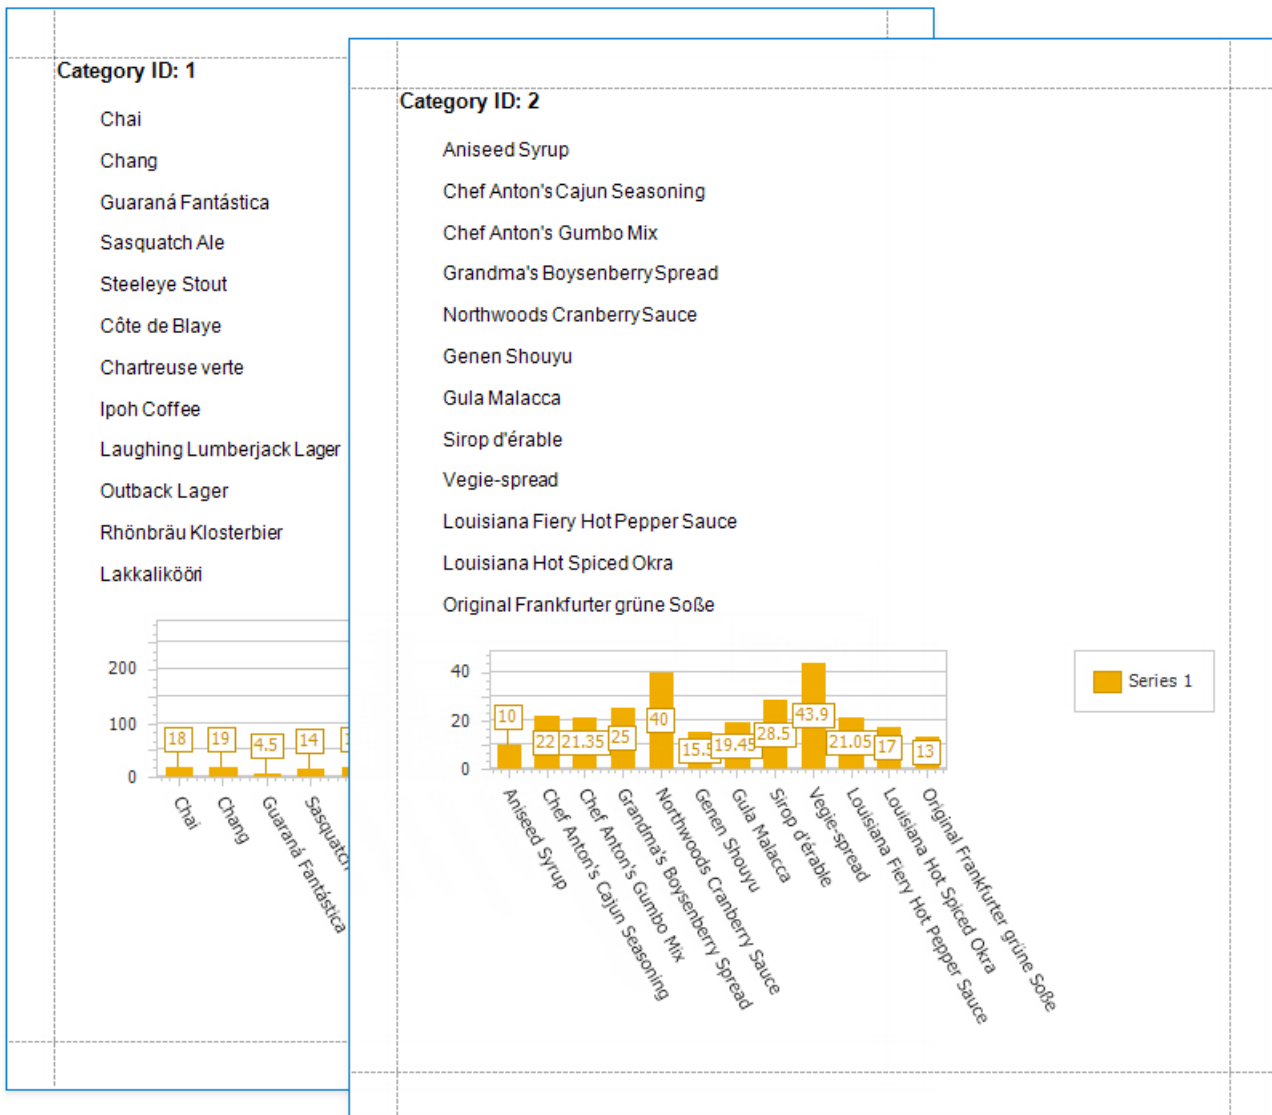 Category ID: 1
Chai
Chang
Guaraná Fantástica
Sasquatch Ale
Steeleye Stout
Côte de Blaye
Chartreuse verte
Ipoh Coffee
Laughing Lumberjack Lager
Outback Lager
Rhönbräu Klosterbier
Lakkalikööri
200
100
0
18
19
4.5
14
Chai
Chang
Guaraná Fantástica
Sasquatch
Category ID: 2
Aniseed Syrup
Chef Anton's Cajun Seasoning
Chef Anton's Gumbo Mix
Grandma's Boysenberry Spread
Northwoods Cranberry Sauce
Genen Shouyu
Gula Malacca
Sirop d'érable
Vegie-spread
Louisiana Fiery Hot Pepper Sauce
Louisiana Hot Spiced Okra
Original Frankfurter grüne Soße
40
20
0
10
22
21.35
25
40
15.5
19.45
28.5
43.9
21.05
17
13
Aniseed Syrup
Chef Anton's Cajun Seasoning
Chef Anton's Gumbo Mix
Grandma's Boysenberry Spread
Northwoods Cranberry Sauce
Genen Shouyu
Gula Malacca
Sirop d'érable
Vegie-spread
Louisiana Fiery Hot Pepper Sauce
Louisiana Hot Spiced Okra
Original Frankfurter grüne Soße
Series 1